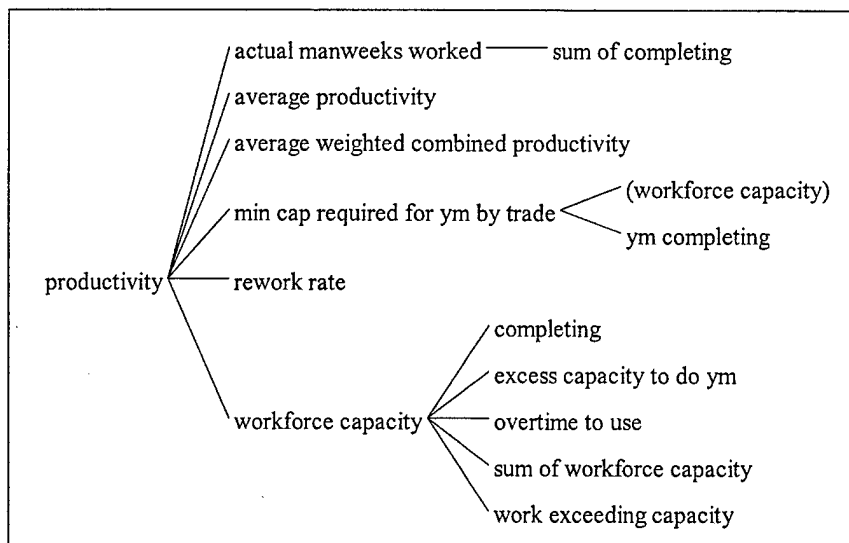 actual manweeks worked sum of completing
average productivity
average weighted combined productivity
(workforce capacity)
min cap required for ym by trade
ym completing
productivity rework rate
completing
excess capacity to do ym
workforce capacity overtime to use
sum of workforce capacity
work exceeding capacity